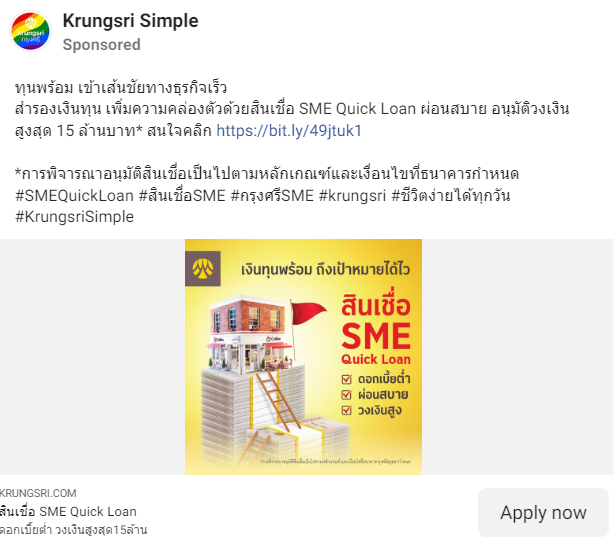 Krungsri Simple
Sponsored
ทุนพร้อม เข้าเส้นชัยทางธุรกิจเร็ว
สำรองเงินทุน เพิ่มความคล่องตัวด้วยสินเชื่อ SME Quick Loan ผ่อนสบาย อนุมัติวงเงิน
สูงสุด 15 ล้านบาท* สนใจคลิก https://bit.ly/49jtuk1
*การพิจารณาอนุมัติสินเชื่อเป็นไปตามหลักเกณฑ์และเงื่อนไขที่ธนาคารกำหนด
#SMEQuickLoan #สินเชื่อSME #กรุงศรีSME #krungsri #ชีวิตง่ายได้ทุกวัน
#KrungsriSimple
เงินทุนพร้อม ถึงเป้าหมายได้ไว
สินเชื่อ
SME
Quick Loan
ดอกเบี้ยต่ำ
ผ่อนสบาย
วงเงินสูง
Coffee
KRUNGSRI.COM
สินเชื่อ SME Quick Loan
ดอกเบี้ยต่ำ วงเงินสูงสุด15ล้าน
Apply now